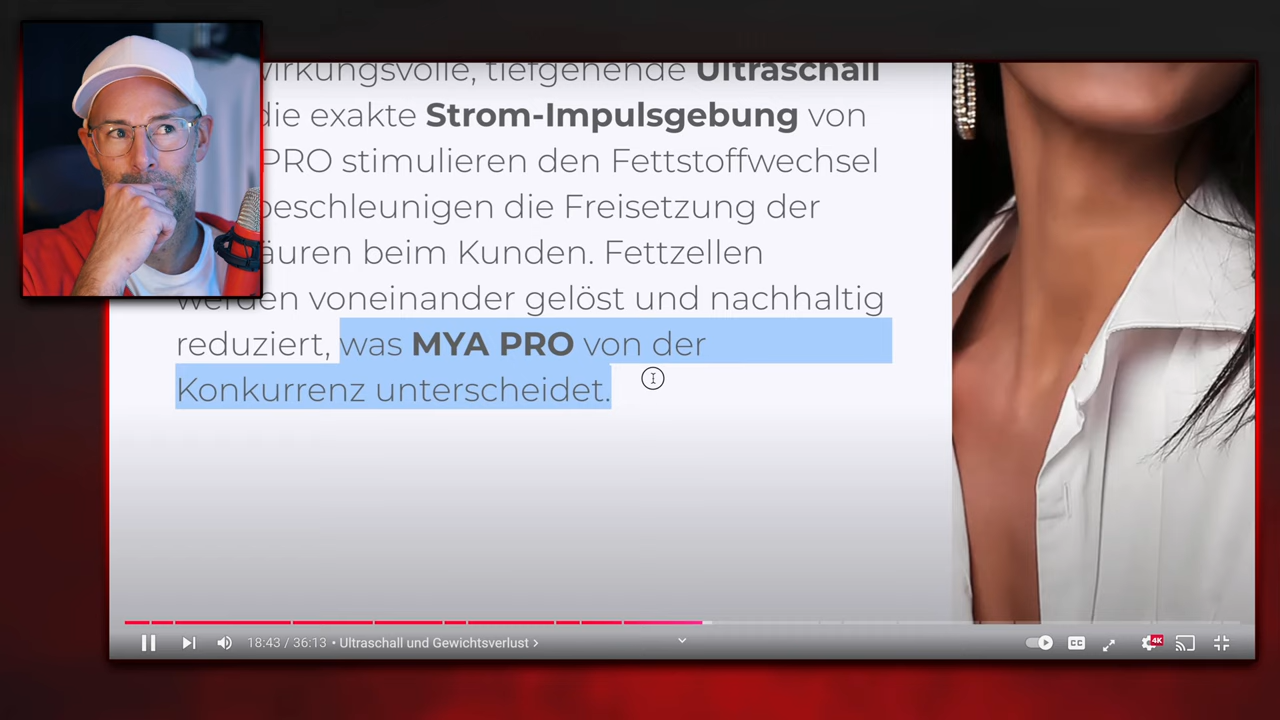 wirkungsvolle, tiefgehende Ultraschall
die exakte Strom-Impulsgebung von
PRO stimulieren den Fettstoffwechsel
beschleunigen die Freisetzung der
äuren beim Kunden. Fettzellen
werden voneinander gelöst und nachhaltig
reduziert, was MYA PRO von der
Konkurrenz unterscheidet.
18:43 / 36:13 • Ultraschall und Gewichtsverlust
CC
4K